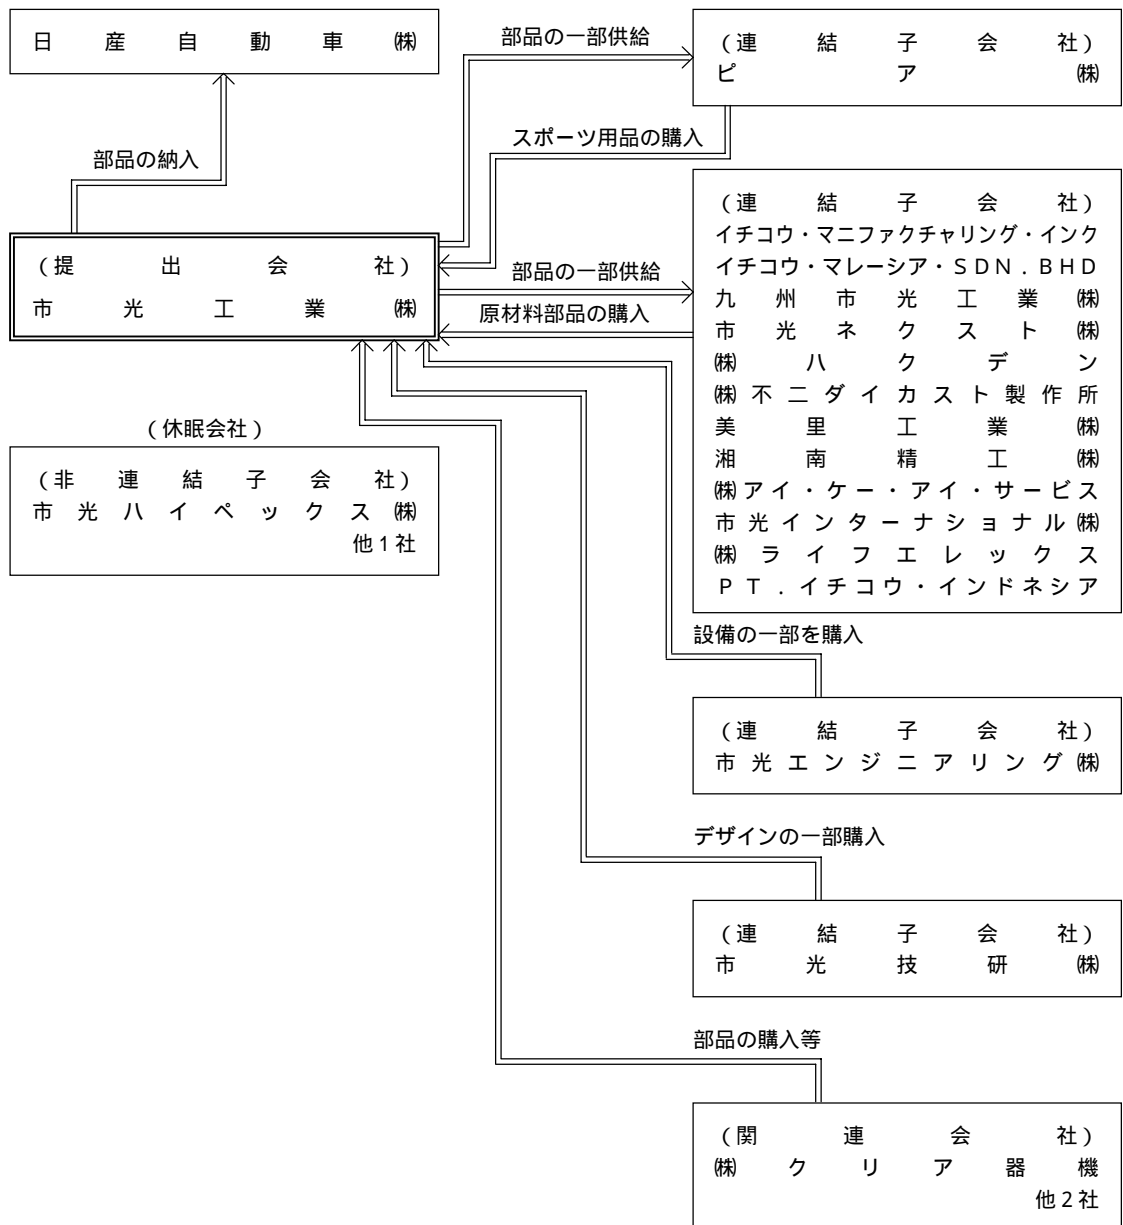 日産自動車㈱
部品の納入
(提出会社)
市光工業㈱
(休眠会社)
(非連結子会社)
市光ハイペックス㈱
他1社
部品の一部供給
(連結子会社)
ピア㈱
スポーツ用品の購入
部品の一部供給
原材料部品の購入
(連結子会社)
イチコウ・マニファクチャリング・インク
イチコウ・マレーシア・SDN.BHD
九州市光工業㈱
市光ネクスト㈱
㈱ハクデン
㈱不二ダイカスト製作所
美里工業㈱
湘南精工㈱
㈱アイ・ケー・アイ・サービス
市光インターナショナル㈱
㈱ライフエレックス
PT.イチコウ・インドネシア
設備の一部を購入
(連結子会社)
市光エンジニアリング㈱
デザインの一部購入
(連結子会社)
市光技研㈱
部品の購入等
(関連会社)
㈱クリア器機
他2社